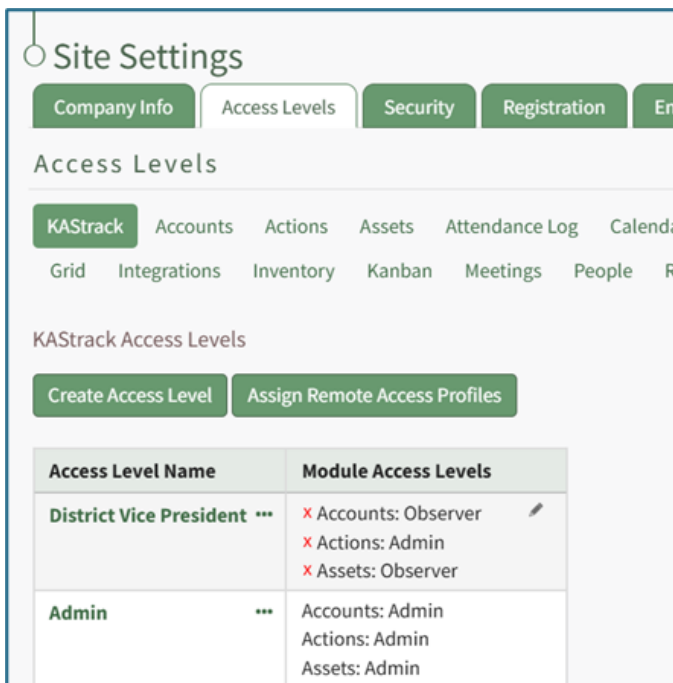 Site Settings
Company Info Access Levels Security Registration
Access Levels
KAStrack Accounts Actions Assets Attendance Log
Grid Integrations Inventory Kanban Meetings People
KAStrack Access Levels
Create Access Level Assign Remote Access Profiles
Access Level Name Module Access Levels
District Vice President ••• x Accounts: Observer
x Actions: Admin
x Assets: Observer
Admin ••• Accounts: Admin
Actions: Admin
Assets: Admin